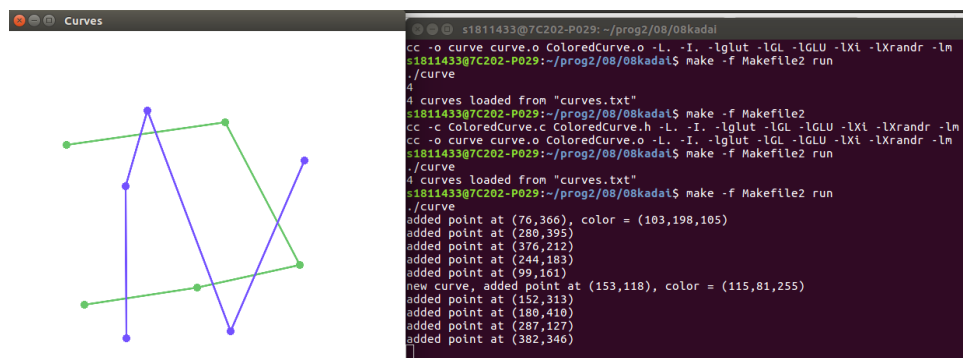 Curves
s1811433@7C202-P029: ~/prog2/08/08kadai
cc -o curve curve.o ColoredCurve.o -L. -I. -lglut -lGL -lGLU -lXi -lXrandr -lm
s1811433@7C202-P029:~/prog2/08/08kadai$ make -f Makefile2 run
./curve
4
4 curves loaded from "curves.txt"
s1811433@7C202-P029:~/prog2/08/08kadai$ make -f Makefile2
cc -c ColoredCurve.c ColoredCurve.h -L. -I. -lglut -lGL -lGLU -lXi -lXrandr -lm
cc -o curve curve.o ColoredCurve.o -L. -I. -lglut -lGL -lGLU -lXi -lXrandr -lm
s1811433@7C202-P029:~/prog2/08/08kadai$ make -f Makefile2 run
./curve
4 curves loaded from "curves.txt"
s1811433@7C202-P029:~/prog2/08/08kadai$ make -f Makefile2 run
./curve
added point at (76,366), color = (103,198,105)
added point at (280,395)
added point at (376,212)
added point at (244,183)
added point at (99,161)
new curve, added point at (153,118), color = (115,81,255)
added point at (152,313)
added point at (180,410)
added point at (287,127)
added point at (382,346)